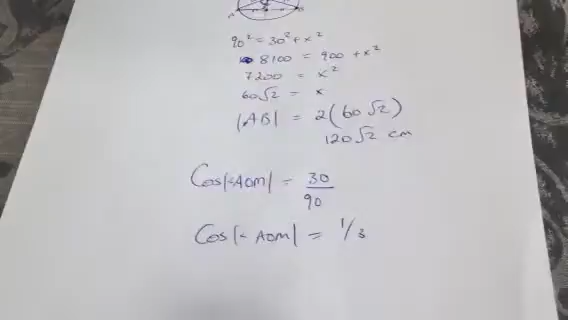 90² = 30² + x²
8100 = 900 + x²
7200 = x²
60√2 = x
|AB| = 2(60√2)
120√2 cm
Cos|<AOM| = 30/90
Cos|<AOM| = 1/3